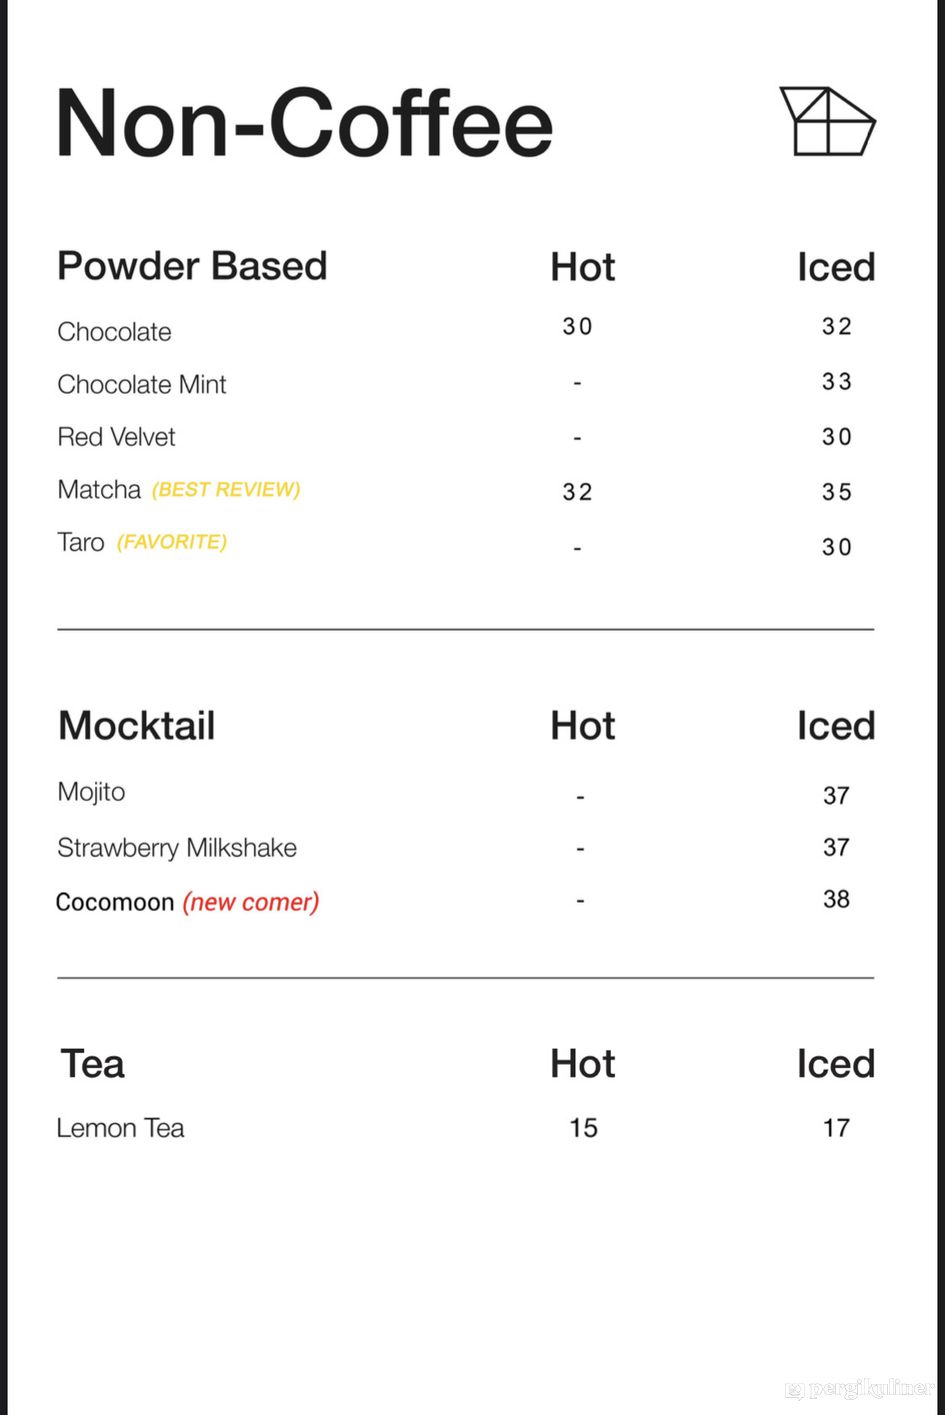 Non-Coffee
Powder Based Hot Iced
Chocolate 30 32
Chocolate Mint - 33
Red Velvet - 30
Matcha (BEST REVIEW) 32 35
Taro (FAVORITE) - 30
Mocktail Hot Iced
Mojito - 37
Strawberry Milkshake - 37
Cocomoon (new comer) - 38
Tea Hot Iced
Lemon Tea 15 17
pergikuliner